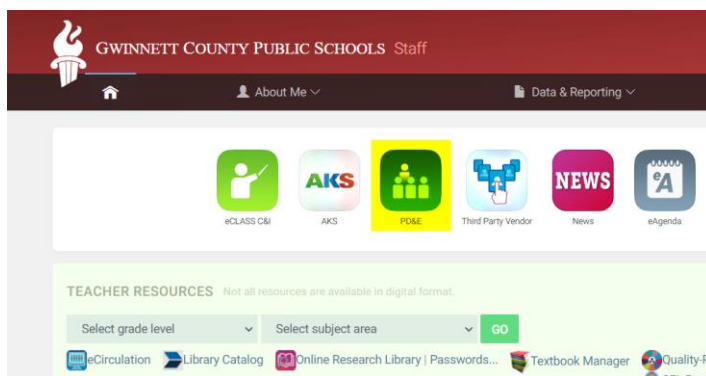 GWINNETT COUNTY PUBLIC SCHOOLS Staff
About Me
Data & Reporting
AKS
NEWS
eA
eCLASS C&I
AKS
PD&E
Third Party Vendor
News
eAgenda
TEACHER RESOURCES Not all resources are available in digital format.
Select grade level Select subject area GO
eCirculation Library Catalog Online Research Library | Passwords... Textbook Manager Quality-